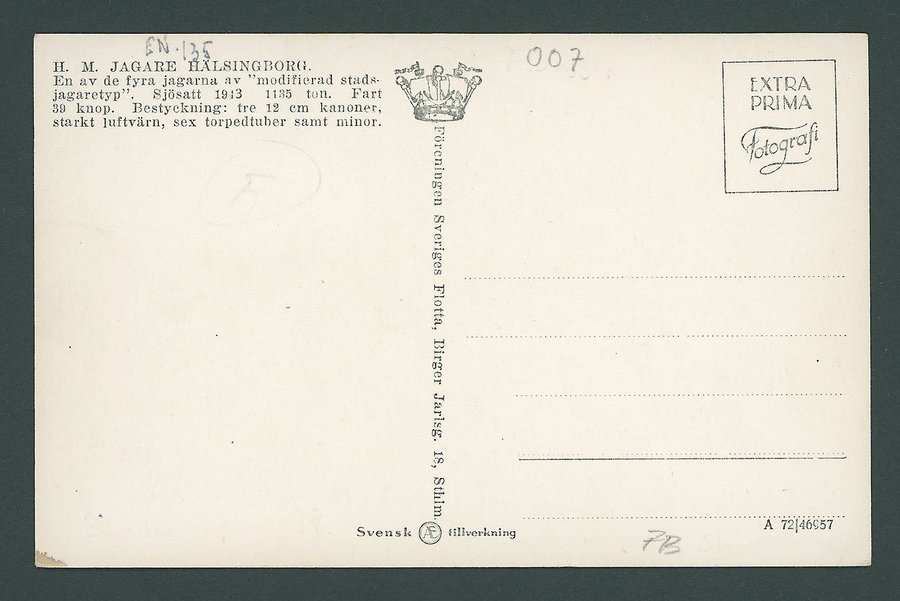 EN. 135
007
H. M. JAGARE HÄLSINGBORG.
En av de fyra jagarna av "modifierad stads-
jagaretyp". Sjösatt 1943 1135 ton. Fart
39 knop. Bestyckning: tre 12 cm kanoner,
starkt luftvärn, sex torpedtuber samt minor.
F
EXTRA
PRIMA
Fotografi
Föreningen Sveriges Flotta, Birger Jarlsg. 18, Sthlm.
Svensk Æ tillverkning
A 72/46957
PB